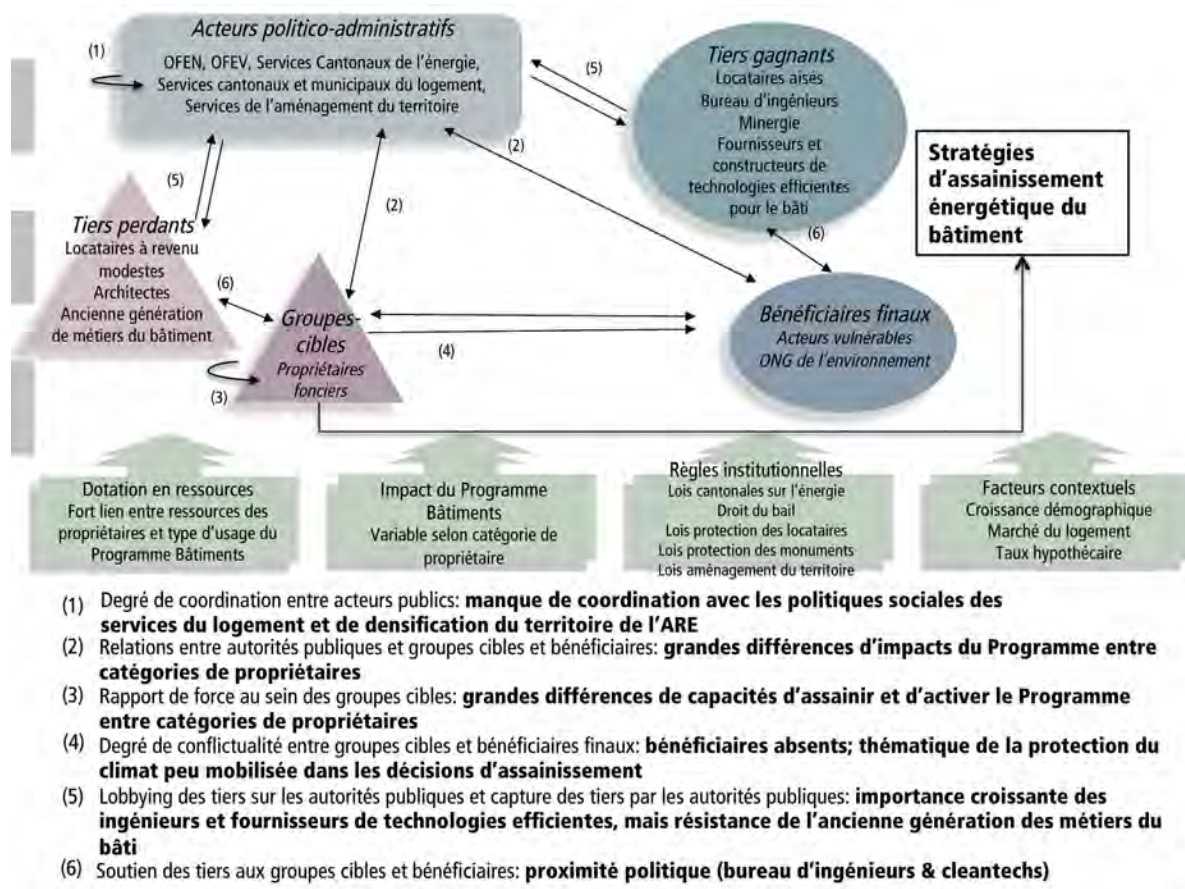 Acteurs politico-administratifs
(1)
OFEN, OFEV, Services Cantonaux de l'énergie,
Services cantonaux et municipaux du logement,
Services de l'aménagement du territoire
Tiers gagnants
Locataires aisés
Bureau d'ingénieurs
Minergie
Fournisseurs et
constructeurs de
technologies efficientes
pour le bâti
(5)
(2)
(5)
(2)
(6)
Stratégies
d'assainissement
énergétique du
bâtiment
Tiers perdants
Locataires à revenu
modestes
Architectes
Ancienne génération
de métiers du bâtiment
(6)
Groupes-
cibles
Propriétaires
fonciers
(3)
(4)
Bénéficiaires finaux
Acteurs vulnérables
ONG de l'environnement
Dotation en ressources
Fort lien entre ressources des
propriétaires et type d'usage du
Programme Bâtiments
Impact du Programme
Bâtiments
Variable selon catégorie de
propriétaire
Règles institutionnelles
Lois cantonales sur l'énergie
Droit du bail
Lois protection des locataires
Lois protection des monuments
Lois aménagement du territoire
Facteurs contextuels
Croissance démographique
Marché du logement
Taux hypothécaire
(1) Degré de coordination entre acteurs publics: manque de coordination avec les politiques sociales des
services du logement et de densification du territoire de l'ARE
(2) Relations entre autorités publiques et groupes cibles et bénéficiaires: grandes différences d'impacts du Programme entre
catégories de propriétaires
(3) Rapport de force au sein des groupes cibles: grandes différences de capacités d'assainir et d'activer le Programme
entre catégories de propriétaires
(4) Degré de conflictualité entre groupes cibles et bénéficiaires finaux: bénéficiaires absents; thématique de la protection du
climat peu mobilisée dans les décisions d'assainissement
(5) Lobbying des tiers sur les autorités publiques et capture des tiers par les autorités publiques: importance croissante des
ingénieurs et fournisseurs de technologies efficientes, mais résistance de l'ancienne génération des métiers du
bâti
(6) Soutien des tiers aux groupes cibles et bénéficiaires: proximité politique (bureau d'ingénieurs & cleantechs)